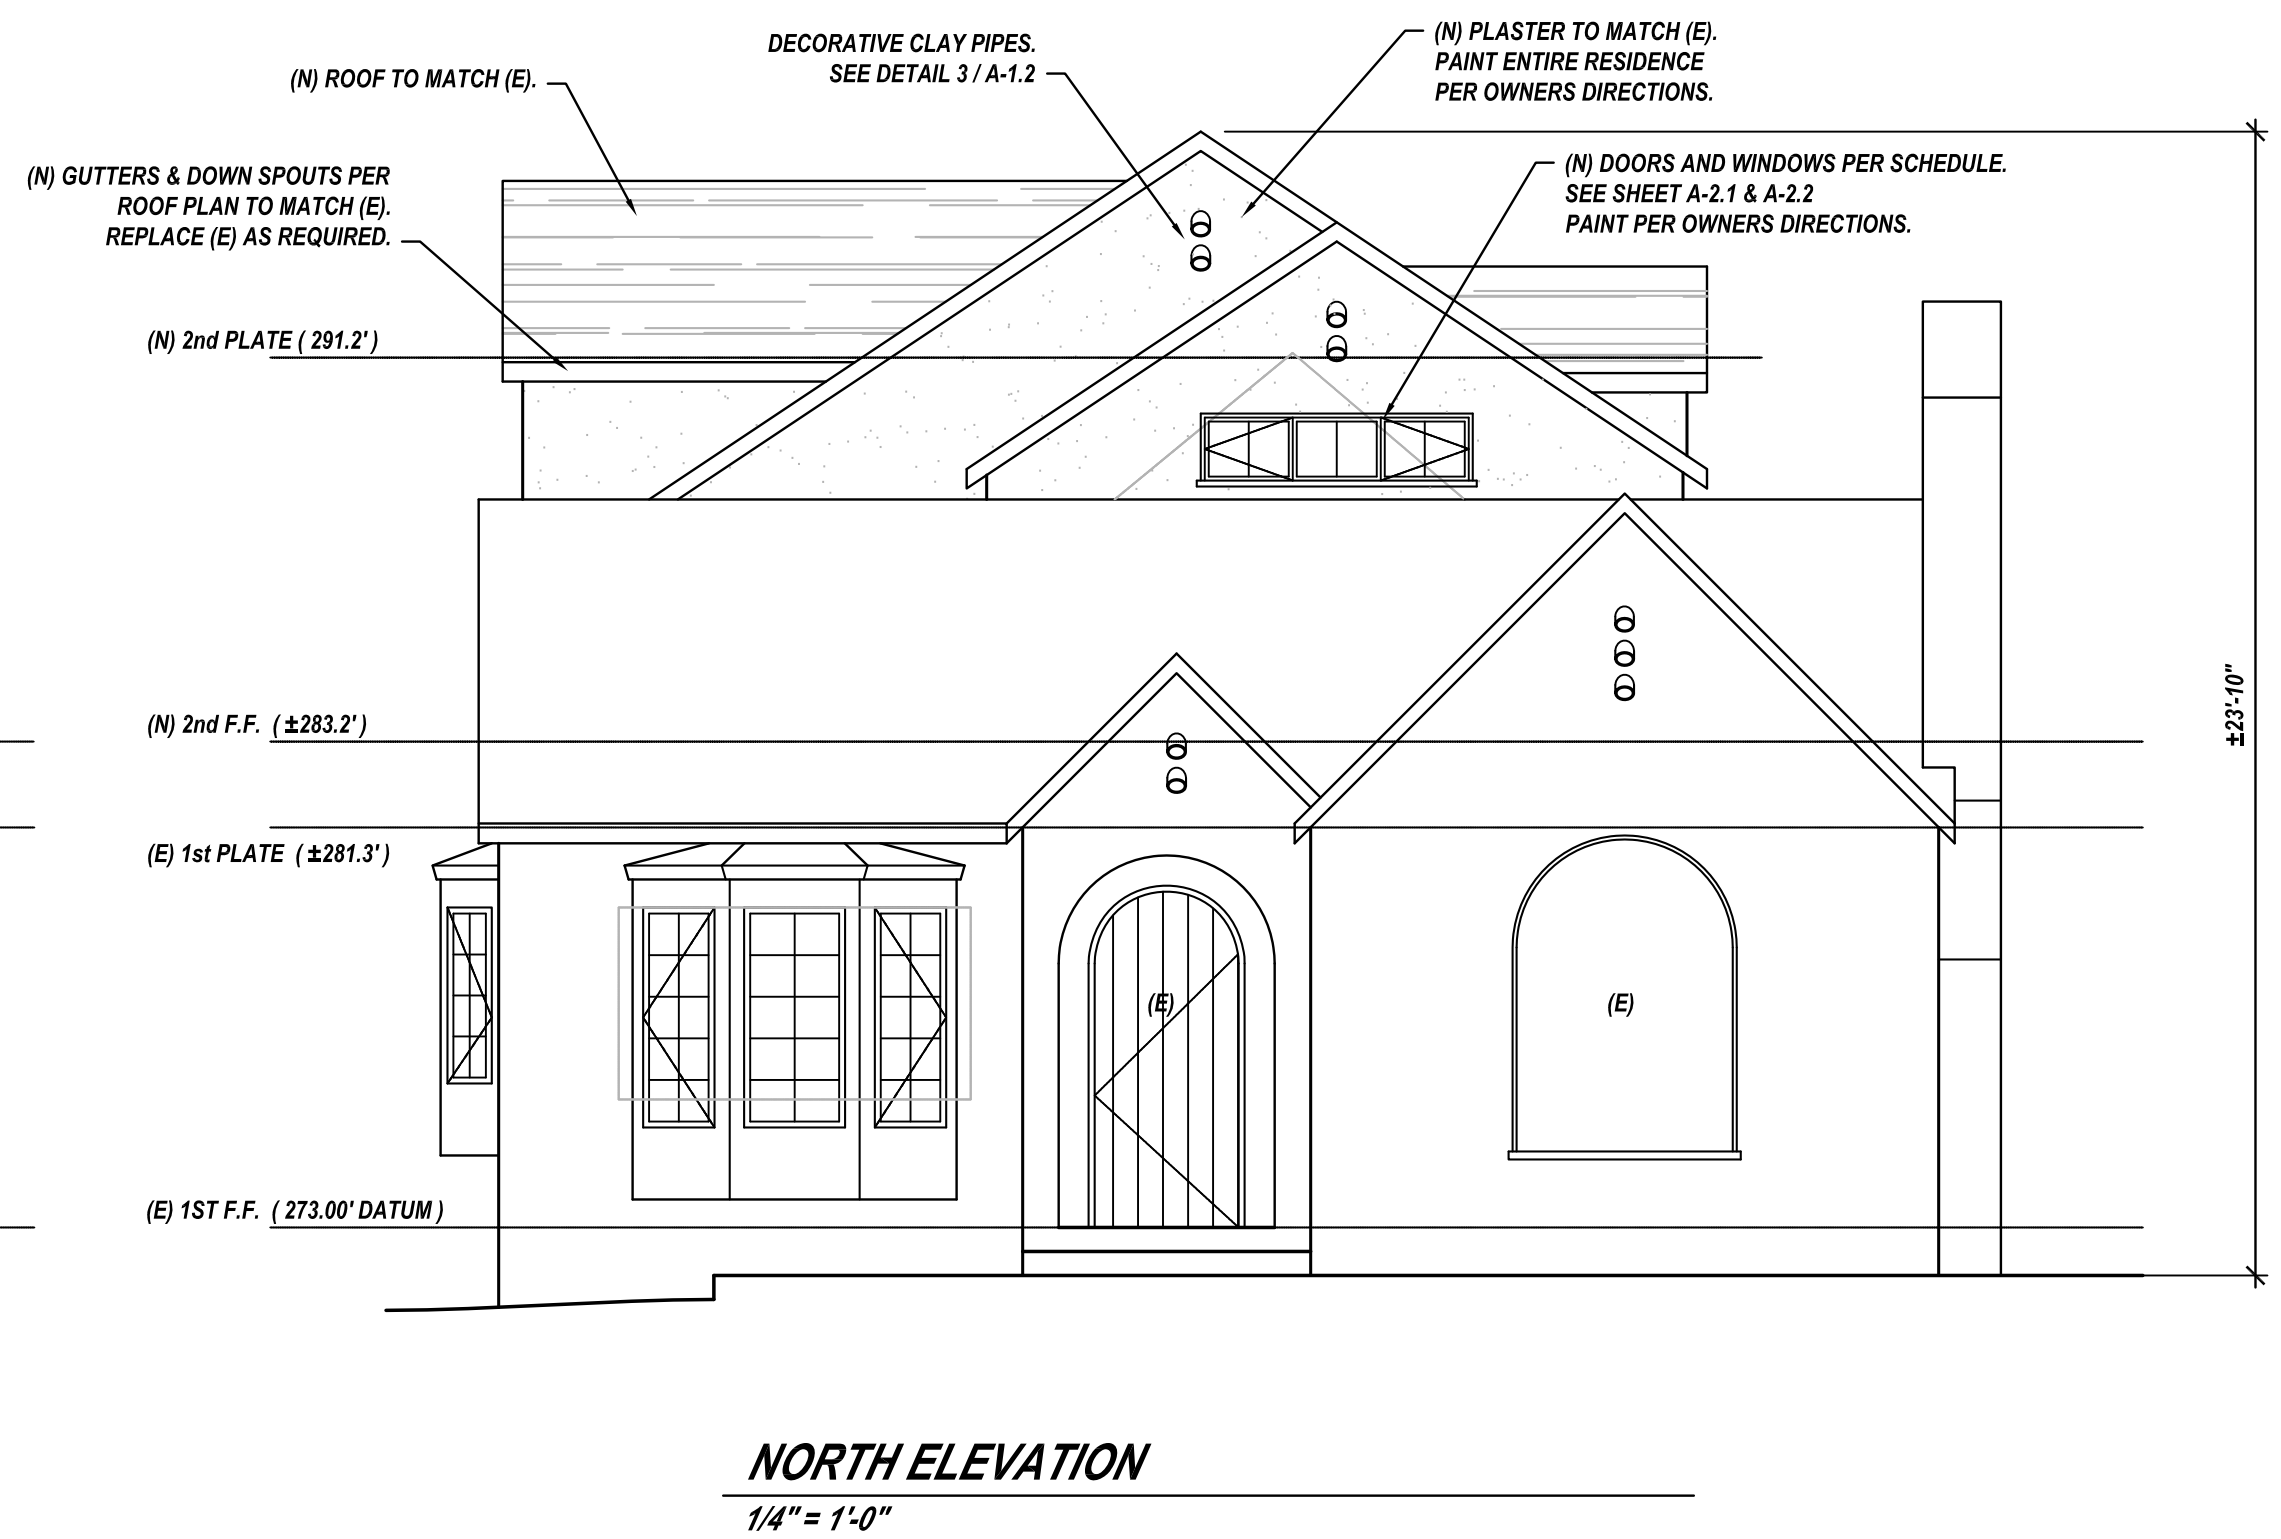 (N) PLASTER TO MATCH (E).
PAINT ENTIRE RESIDENCE
PER OWNERS DIRECTIONS.
DECORATIVE CLAY PIPES.
SEE DETAIL 3 / A-1.2
(N) ROOF TO MATCH (E).
(N) DOORS AND WINDOWS PER SCHEDULE.
SEE SHEET A-2.1 & A-2.2
PAINT PER OWNERS DIRECTIONS.
(N) GUTTERS & DOWN SPOUTS PER
ROOF PLAN TO MATCH (E).
REPLACE (E) AS REQUIRED.
(N) 2nd PLATE ( 291.2' )
±23'-10"
(N) 2nd F.F. ( ±283.2' )
(E) 1st PLATE ( ±281.3' )
(E)
(E)
(E) 1ST F.F. ( 273.00' DATUM )
NORTH ELEVATION
1/4" = 1'-0"